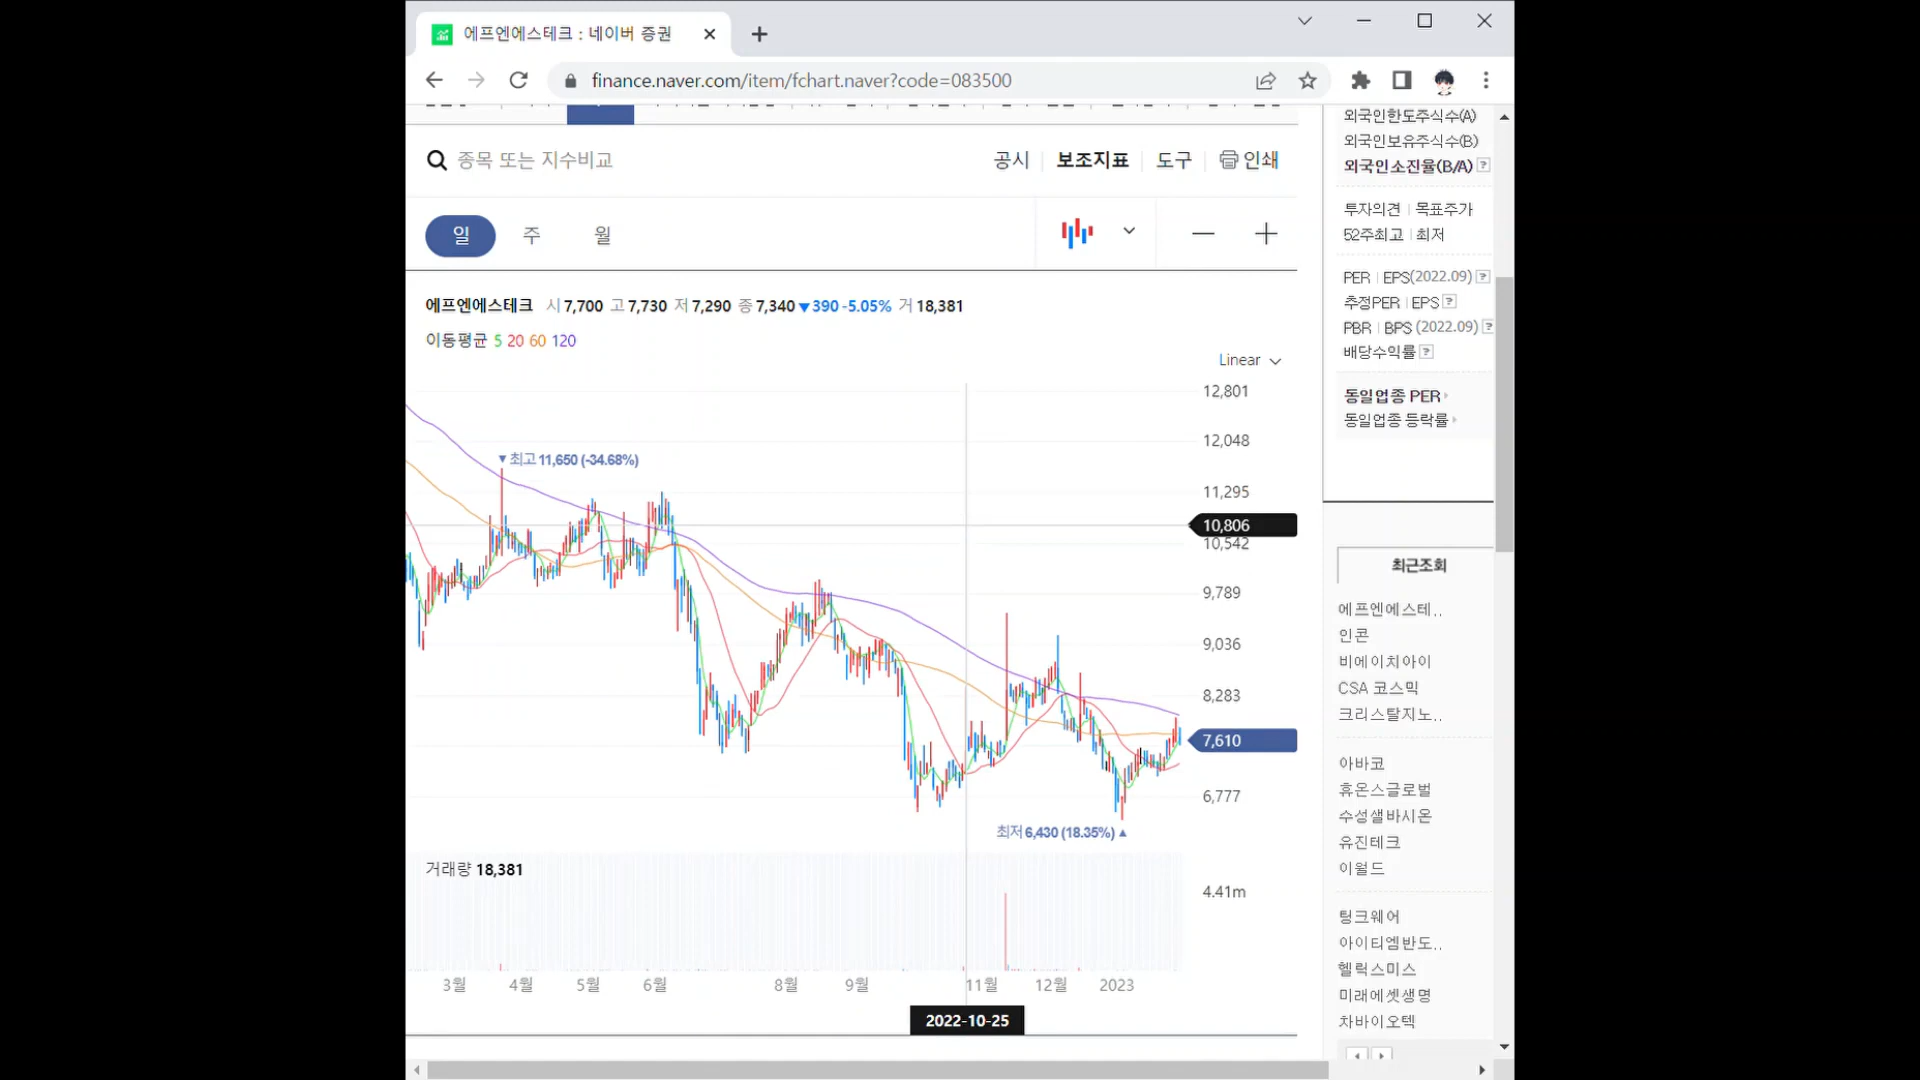 에프엔에스테크 : 네이버 증권
finance.naver.com/item/fchart.naver?code=083500
종목 또는 지수비교
공시 보조지표 도구 인쇄
일 주 월
에프엔에스테크 시 7,700 고 7,730 저 7,290 종 7,340 ▼390 -5.05% 거 18,381
이동평균 5 20 60 120
Linear
12,801
12,048
▼최고 11,650 (-34.68%)
11,295
10,806
10,542
9,789
9,036
8,283
7,610
6,777
최저 6,430 (18.35%) ▲
거래량 18,381
4.41m
3월 4월 5월 6월 8월 9월 11월 12월 2023
2022-10-25
외국인한도주식수(A)
외국인보유주식수(B)
외국인소진율(B/A) ?
투자의견 | 목표주가
52주최고 | 최저
PER | EPS(2022.09) ?
추정PER | EPS ?
PBR | BPS (2022.09) ?
배당수익률 ?
동일업종 PER
동일업종 등락률
최근조회
에프엔에스테..
인콘
비에이치아이
CSA 코스믹
크리스탈지노..
아바코
휴온스글로벌
수성샐바시온
유진테크
이월드
팅크웨어
아이티엠반도..
헬릭스미스
미래에셋생명
차바이오텍